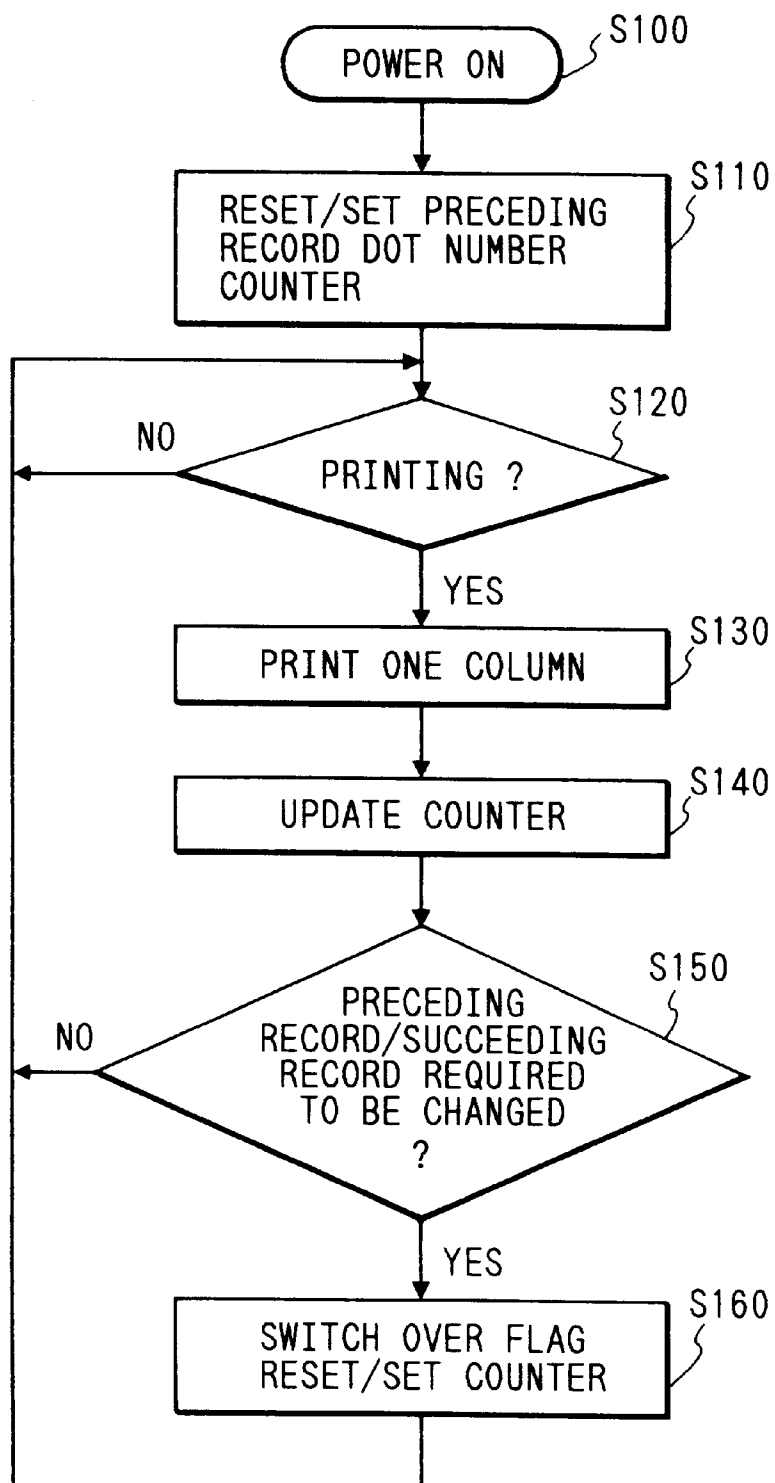 S100
POWER ON
S110
RESET/SET PRECEDING
RECORD DOT NUMBER
COUNTER
S120
NO
PRINTING ?
YES
S130
PRINT ONE COLUMN
S140
UPDATE COUNTER
S150
PRECEDING
RECORD/SUCCEEDING
RECORD REQUIRED
TO BE CHANGED
?
NO
YES
S160
SWITCH OVER FLAG
RESET/SET COUNTER